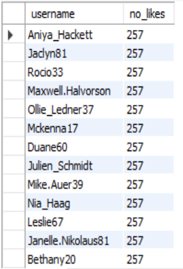 username no_likes
Aniya_Hackett 257
Jaclyn81 257
Rocio33 257
Maxwell.Halvorson 257
Ollie_Ledner37 257
Mckenna17 257
Duane60 257
Julien_Schmidt 257
Mike.Auer39 257
Nia_Haag 257
Leslie67 257
Janelle.Nikolaus81 257
Bethany20 257